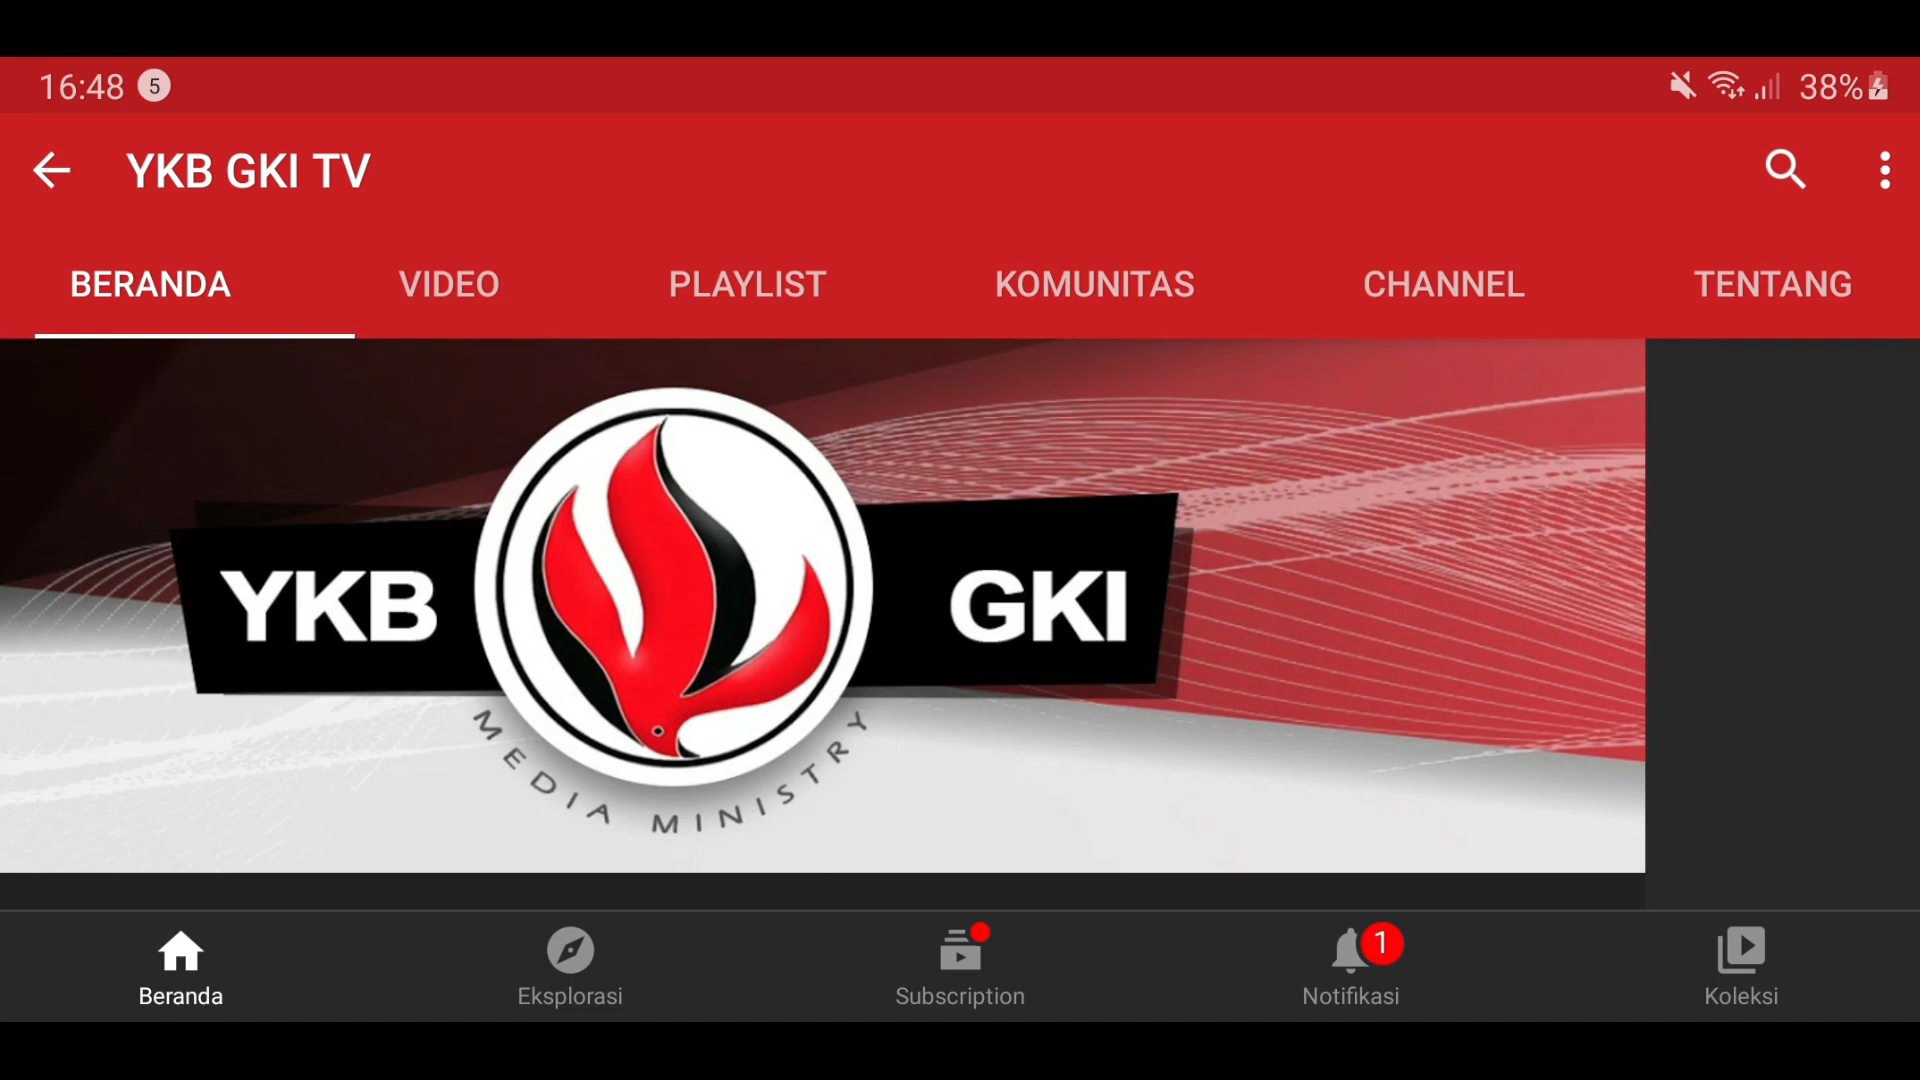 16:48 5 38%
YKB GKI TV
BERANDA VIDEO PLAYLIST KOMUNITAS CHANNEL TENTANG
YKB GKI
MEDIA MINISTRY
1
Beranda Eksplorasi Subscription Notifikasi Koleksi